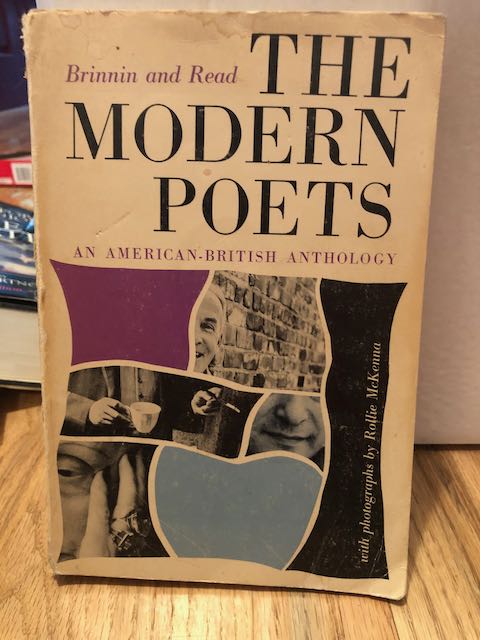 Brinnin and Read
THE
MODERN
POETS
AN AMERICAN-BRITISH ANTHOLOGY
with photographs by Rollie McKenna